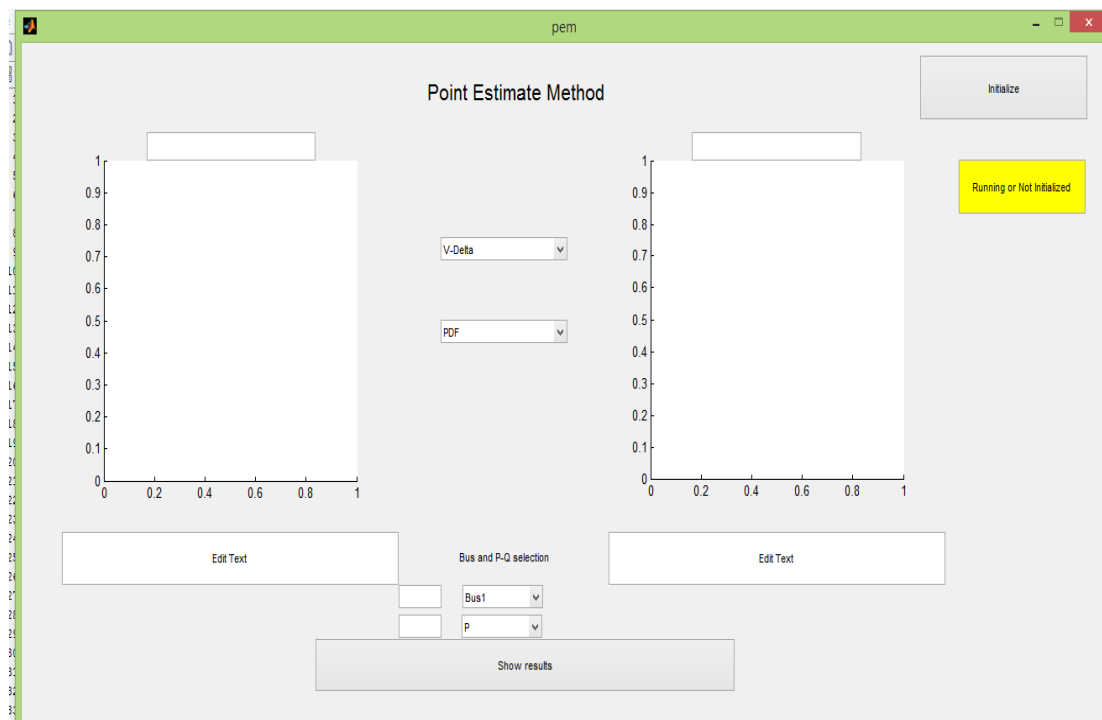 pem
Point Estimate Method
Initialize
Running or Not Initialized
1
0.9
0.8
0.7
0.6
0.5
0.4
0.3
0.2
0.1
0
0 0.2 0.4 0.6 0.8 1
V-Delta
PDF
1
0.9
0.8
0.7
0.6
0.5
0.4
0.3
0.2
0.1
0
0 0.2 0.4 0.6 0.8 1
Edit Text
Bus and P-Q selection
Edit Text
Bus1
P
Show results